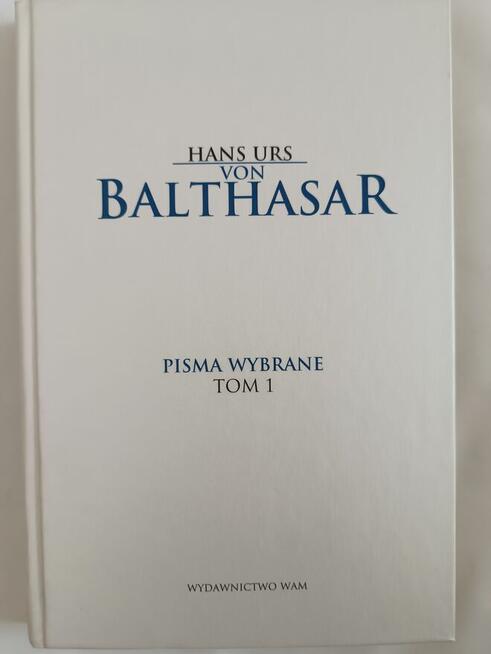 HANS URS
VON
BALTHASAR
PISMA WYBRANE
TOM 1
WYDAWNICTWO WAM